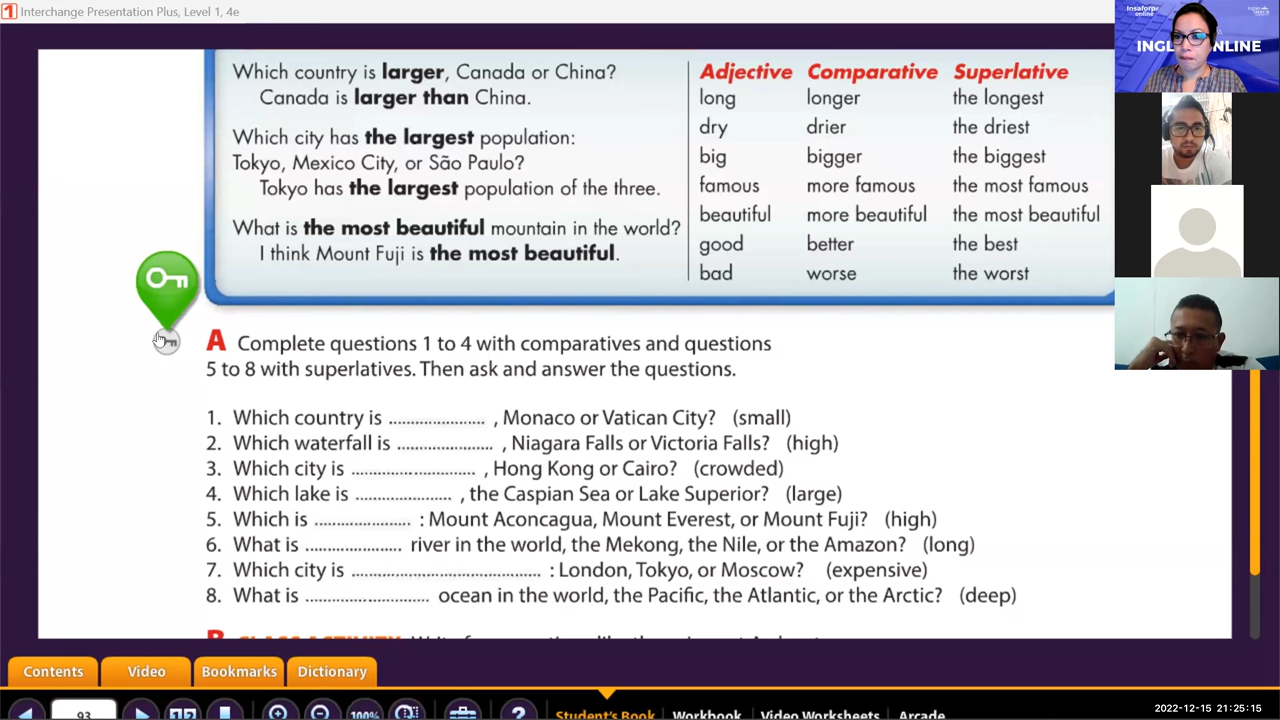 Interchange Presentation Plus, Level 1, 4e
Which country is larger, Canada or China?
Canada is larger than China.
Which city has the largest population:
Tokyo, Mexico City, or São Paulo?
Tokyo has the largest population of the three.
What is the most beautiful mountain in the world?
I think Mount Fuji is the most beautiful.
Adjective Comparative Superlative
long longer the longest
dry drier the driest
big bigger the biggest
famous more famous the most famous
beautiful more beautiful the most beautiful
good better the best
bad worse the worst
A Complete questions 1 to 4 with comparatives and questions
5 to 8 with superlatives. Then ask and answer the questions.
1. Which country is ...................... , Monaco or Vatican City? (small)
2. Which waterfall is ...................... , Niagara Falls or Victoria Falls? (high)
3. Which city is ............................ , Hong Kong or Cairo? (crowded)
4. Which lake is ...................... , the Caspian Sea or Lake Superior? (large)
5. Which is ...................... : Mount Aconcagua, Mount Everest, or Mount Fuji? (high)
6. What is ...................... river in the world, the Mekong, the Nile, or the Amazon? (long)
7. Which city is ........................................... : London, Tokyo, or Moscow? (expensive)
8. What is ............................ ocean in the world, the Pacific, the Atlantic, or the Arctic? (deep)
Contents Video Bookmarks Dictionary
93 100% ? Student's Book Workbook Video Worksheets Arcade
online
INGL NLINE
2022-12-15 21:25:15